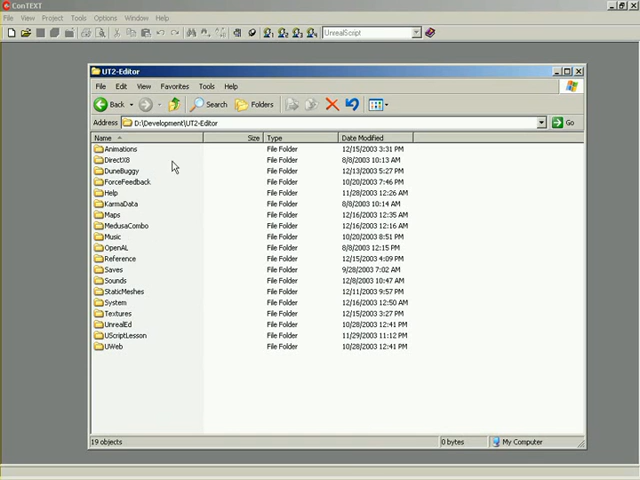 ConTEXT
File View Project Tools Options Window Help
UnrealScript
UT2-Editor
File Edit View Favorites Tools Help
Back Search Folders
Address D:\Development\UT2-Editor Go
Name Size Type Date Modified
Animations File Folder 12/15/2003 3:31 PM
DirectX8 File Folder 8/8/2003 10:13 AM
DuneBuggy File Folder 12/13/2003 5:27 PM
ForceFeedback File Folder 10/20/2003 7:46 PM
Help File Folder 11/28/2003 12:26 AM
KarmaData File Folder 8/8/2003 10:14 AM
Maps File Folder 12/16/2003 12:35 AM
MedusaCombo File Folder 12/16/2003 12:16 AM
Music File Folder 10/20/2003 8:51 PM
OpenAL File Folder 8/8/2003 12:15 PM
Reference File Folder 12/15/2003 4:09 PM
Saves File Folder 9/28/2003 7:02 AM
Sounds File Folder 12/8/2003 10:47 AM
StaticMeshes File Folder 12/11/2003 9:57 PM
System File Folder 12/16/2003 12:50 AM
Textures File Folder 12/15/2003 3:27 PM
UnrealEd File Folder 10/28/2003 12:41 PM
UScriptLesson File Folder 11/29/2003 11:12 PM
UWeb File Folder 10/28/2003 12:41 PM
19 objects 0 bytes My Computer